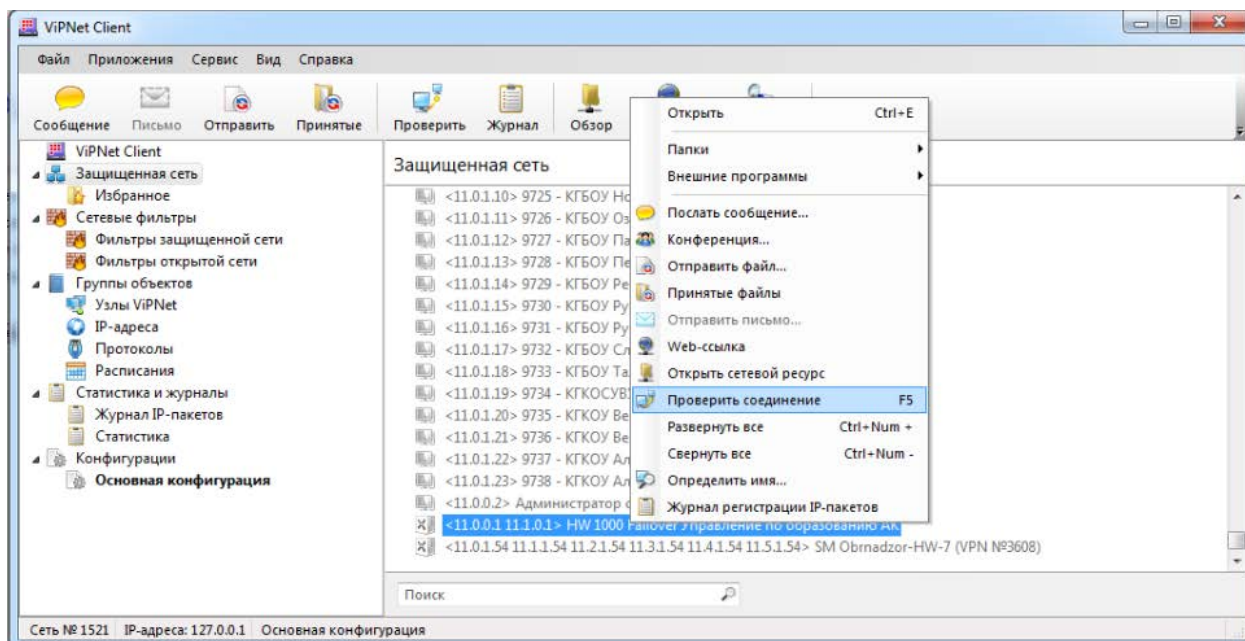 ViPNet Client
Файл Приложения Сервис Вид Справка
Сообщение Письмо Отправить Принятые Проверить Журнал Обзор
ViPNet Client
Защищенная сеть
Избранное
Сетевые фильтры
Фильтры защищенной сети
Фильтры открытой сети
Группы объектов
Узлы ViPNet
IP-адреса
Протоколы
Расписания
Статистика и журналы
Журнал IP-пакетов
Статистика
Конфигурации
Основная конфигурация
Защищенная сеть
<11.0.1.10> 9725 - КГБОУ Но
<11.0.1.11> 9726 - КГБОУ Оз
<11.0.1.12> 9727 - КГБОУ Па
<11.0.1.13> 9728 - КГБОУ Пе
<11.0.1.14> 9729 - КГБОУ Ре
<11.0.1.15> 9730 - КГБОУ Ру
<11.0.1.16> 9731 - КГБОУ Ру
<11.0.1.17> 9732 - КГБОУ Сл
<11.0.1.18> 9733 - КГБОУ Та
<11.0.1.19> 9734 - КГКОСУВ
<11.0.1.20> 9735 - КГКОУ Ве
<11.0.1.21> 9736 - КГКОУ Ве
<11.0.1.22> 9737 - КГКОУ Ал
<11.0.1.23> 9738 - КГКОУ Ал
<11.0.0.2> Администратор с
<11.0.0.1 11.1.0.1> HW 1000 Failover Управление по образованию АК
<11.0.1.54 11.1.1.54 11.2.1.54 11.3.1.54 11.4.1.54 11.5.1.54> SM Obrnadzor-HW-7 (VPN №3608)
Открыть Ctrl+E
Папки
Внешние программы
Послать сообщение...
Конференция...
Отправить файл...
Принятые файлы
Отправить письмо...
Web-ссылка
Открыть сетевой ресурс
Проверить соединение F5
Развернуть все Ctrl+Num +
Свернуть все Ctrl+Num -
Определить имя...
Журнал регистрации IP-пакетов
Поиск
Сеть № 1521 IP-адреса: 127.0.0.1 Основная конфигурация